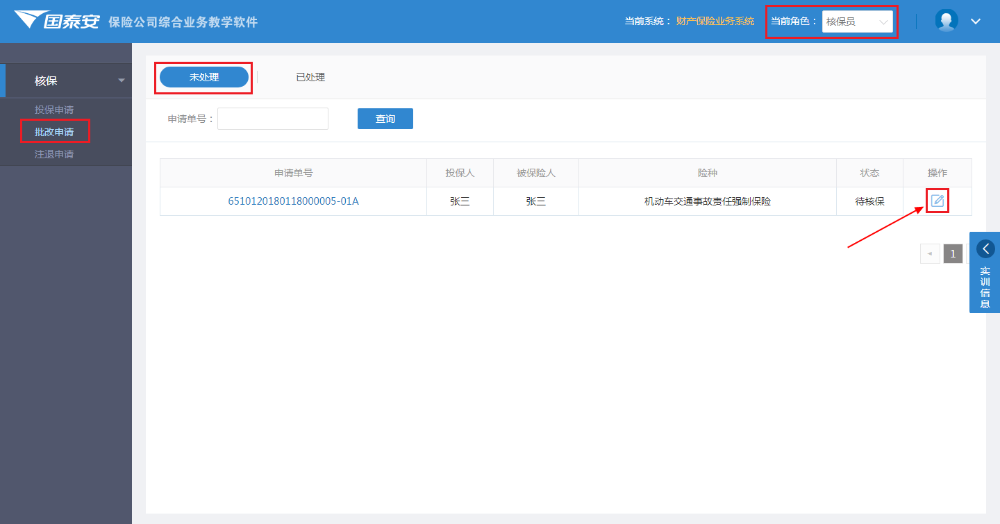 国泰安 保险公司综合业务教学软件 当前系统： 财产保险业务系统 当前角色： 核保员
核保
投保申请
批改申请
注退申请
未处理 已处理
申请单号： 查询
申请单号 投保人 被保险人 险种 状态 操作
6510120180118000005-01A 张三 张三 机动车交通事故责任强制保险 待核保
1
实
训
信
息